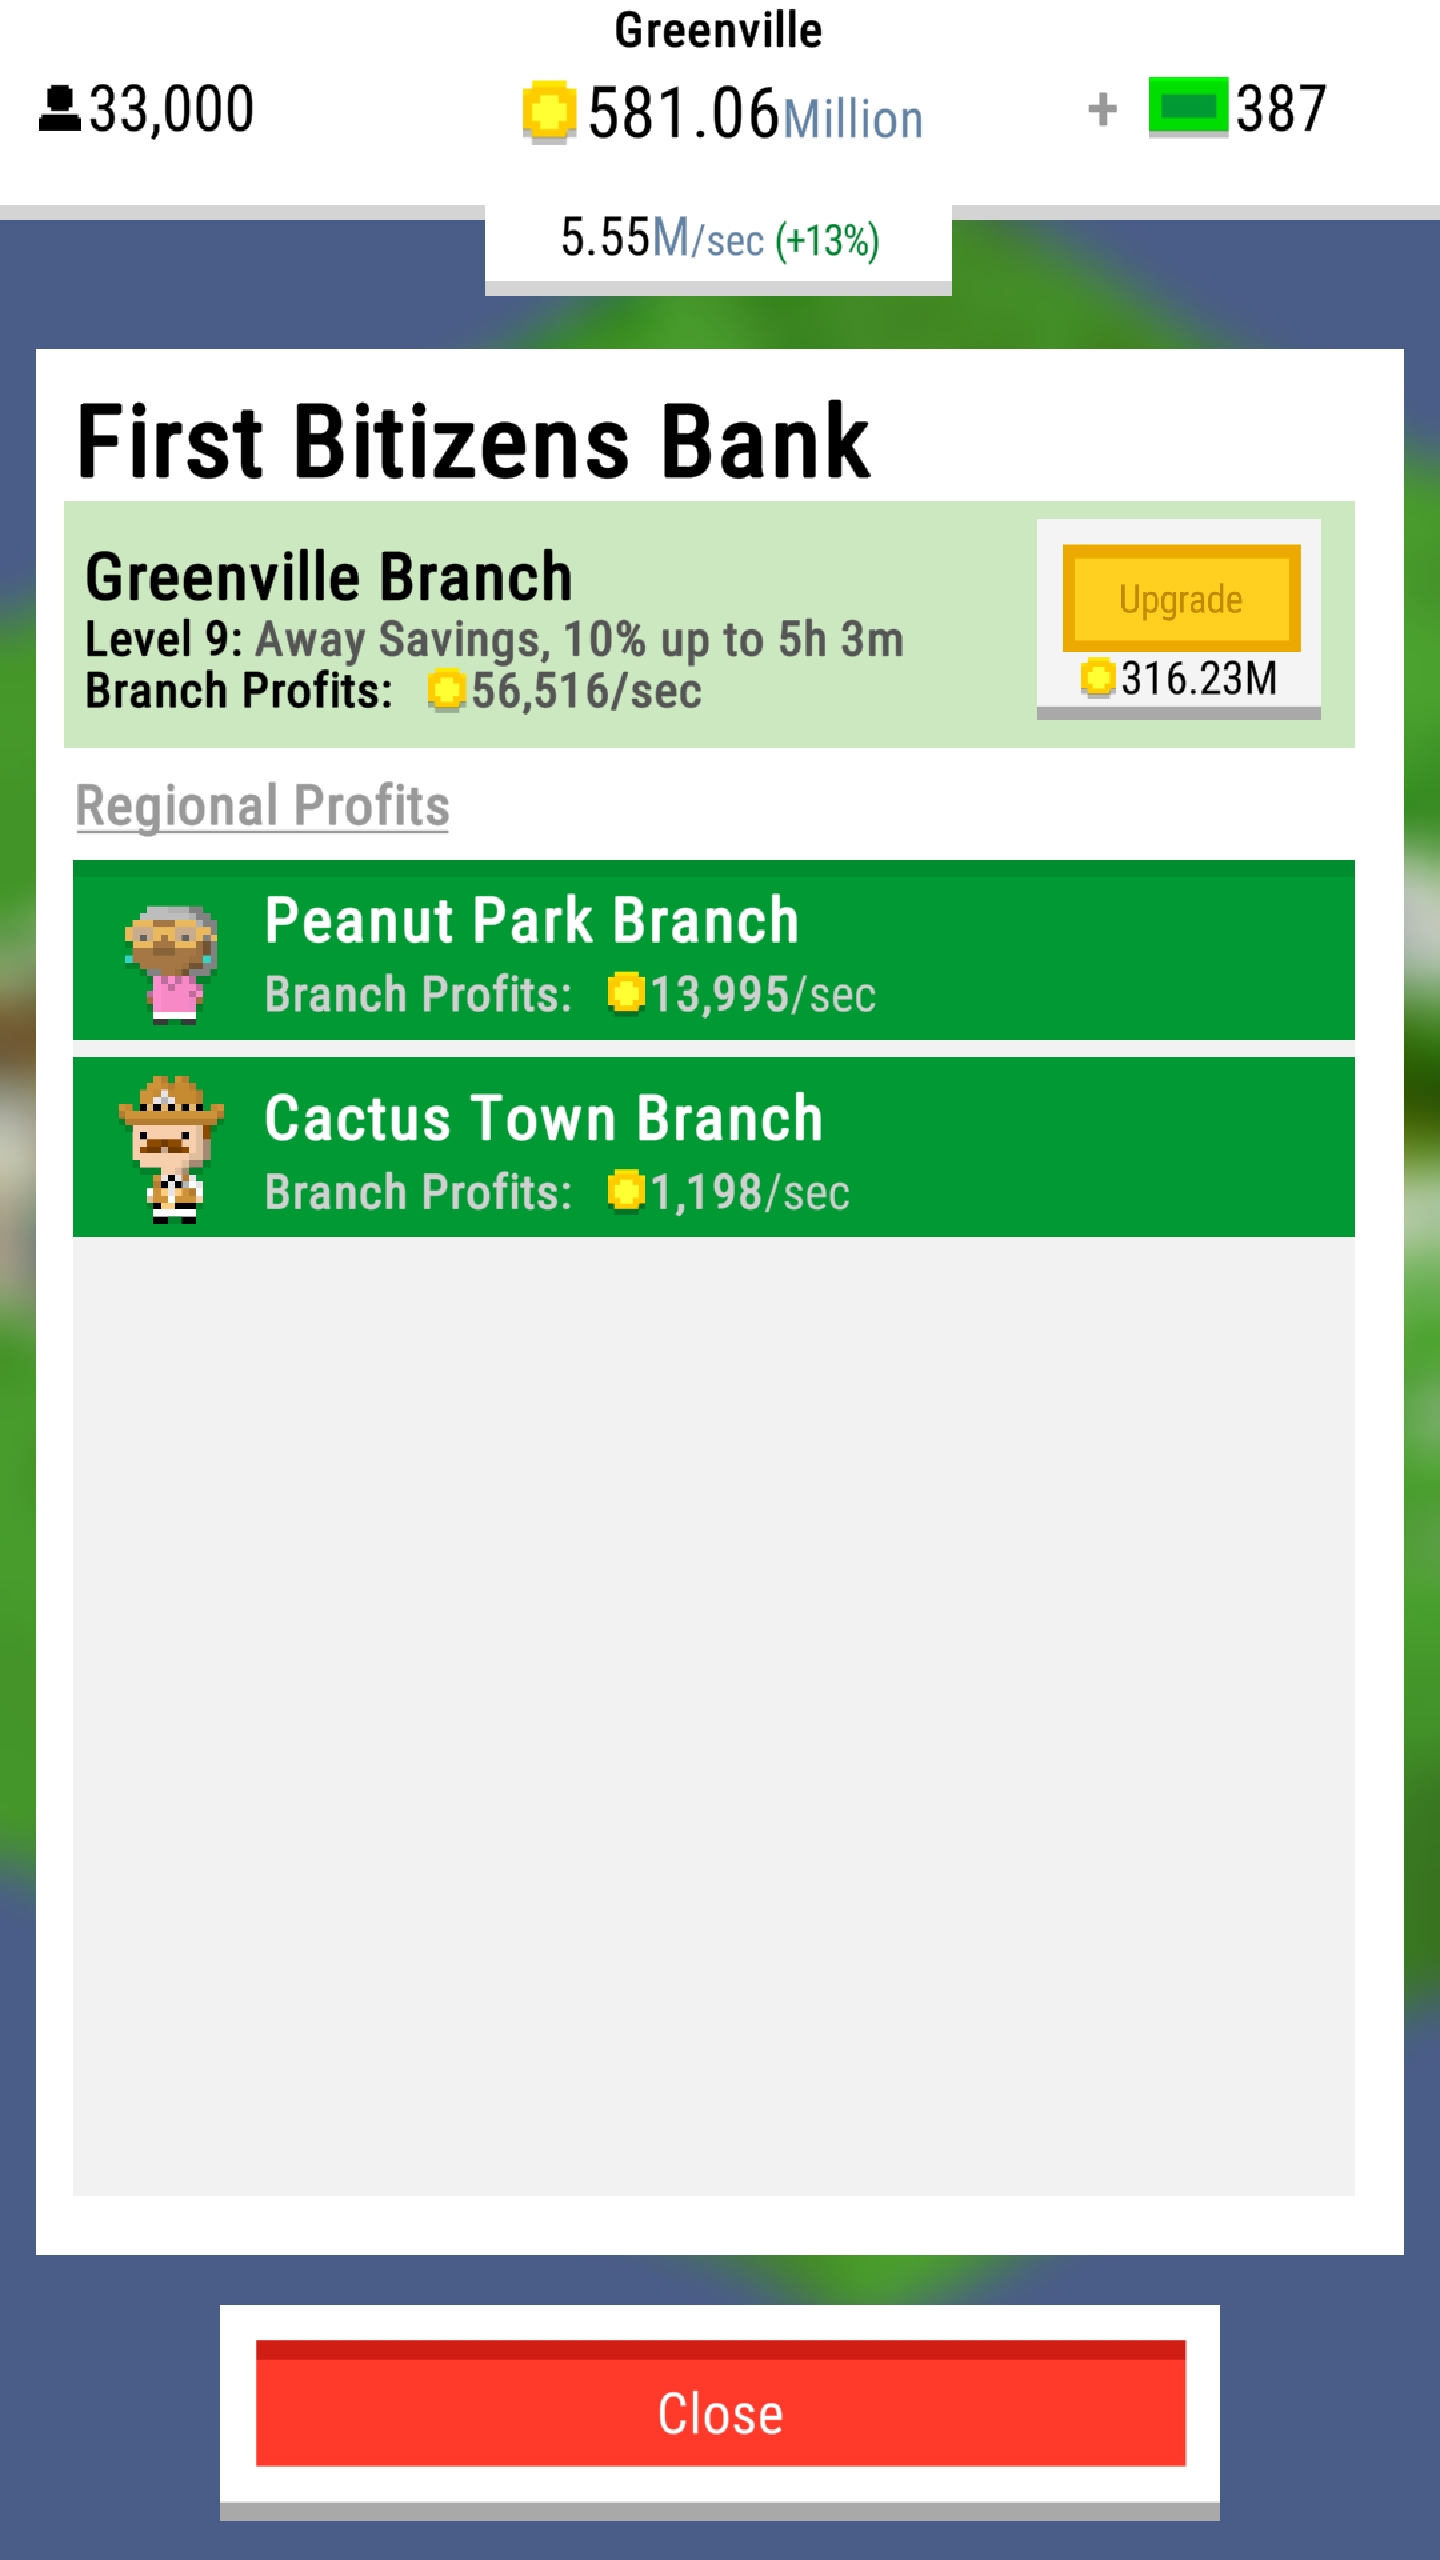 Greenville
33,000
581.06Million
+ 387
5.55M/sec (+13%)
First Bitizens Bank
Greenville Branch
Level 9: Away Savings, 10% up to 5h 3m
Branch Profits: 56,516/sec
Upgrade
316.23M
Regional Profits
Peanut Park Branch
Branch Profits: 13,995/sec
Cactus Town Branch
Branch Profits: 1,198/sec
Close